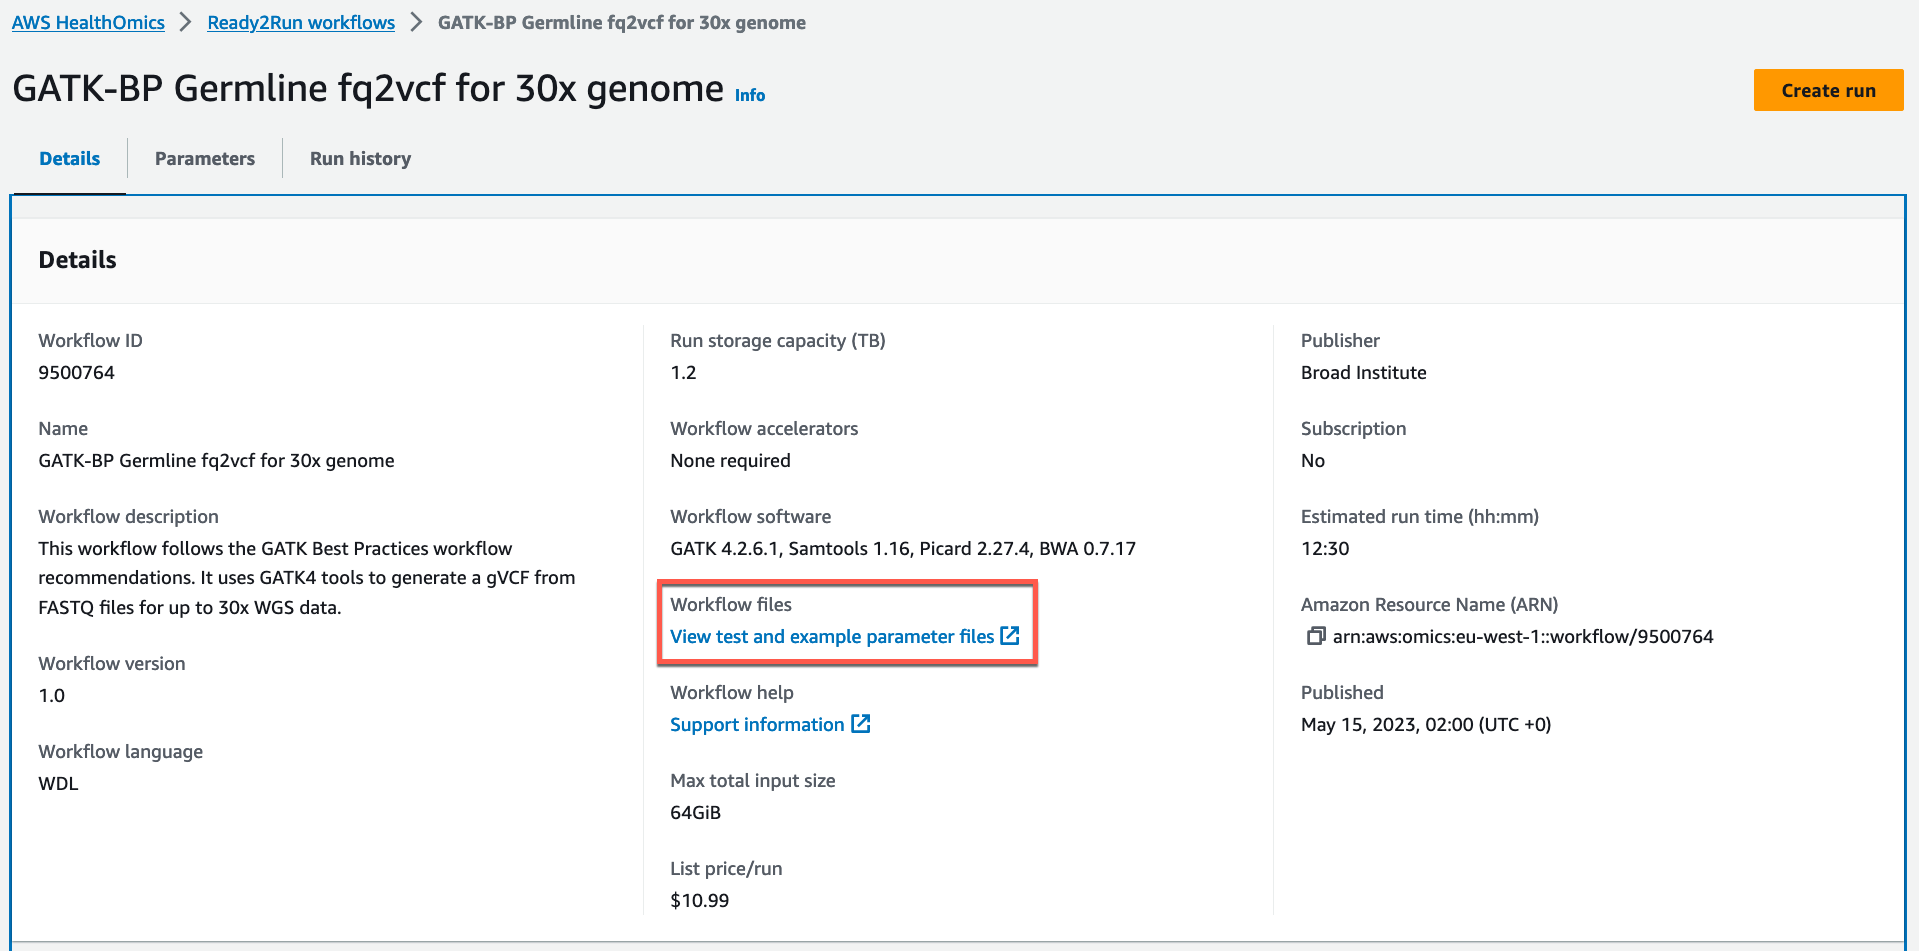 AWS HealthOmics > Ready2Run workflows > GATK-BP Germline fq2vcf for 30x genome
GATK-BP Germline fq2vcf for 30x genome Info
Create run
Details
Parameters
Run history
Details
Workflow ID
9500764
Name
GATK-BP Germline fq2vcf for 30x genome
Workflow description
This workflow follows the GATK Best Practices workflow
recommendations. It uses GATK4 tools to generate a gVCF from
FASTQ files for up to 30x WGS data.
Workflow version
1.0
Workflow language
WDL
Run storage capacity (TB)
1.2
Workflow accelerators
None required
Workflow software
GATK 4.2.6.1, Samtools 1.16, Picard 2.27.4, BWA 0.7.17
Workflow files
View test and example parameter files
Workflow help
Support information
Max total input size
64GiB
List price/run
$10.99
Publisher
Broad Institute
Subscription
No
Estimated run time (hh:mm)
12:30
Amazon Resource Name (ARN)
arn:aws:omics:eu-west-1::workflow/9500764
Published
May 15, 2023, 02:00 (UTC +0)